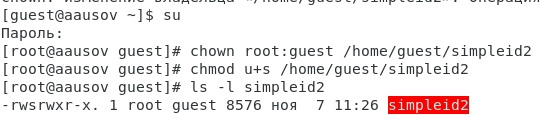 chown: изменение владельца «/home/guest/simpleid2»: операция
[guest@aausov ~]$ su
Пароль:
[root@aausov guest]# chown root:guest /home/guest/simpleid2
[root@aausov guest]# chmod u+s /home/guest/simpleid2
[root@aausov guest]# ls -l simpleid2
-rwsrwxr-x. 1 root guest 8576 ноя  7 11:26 simpleid2